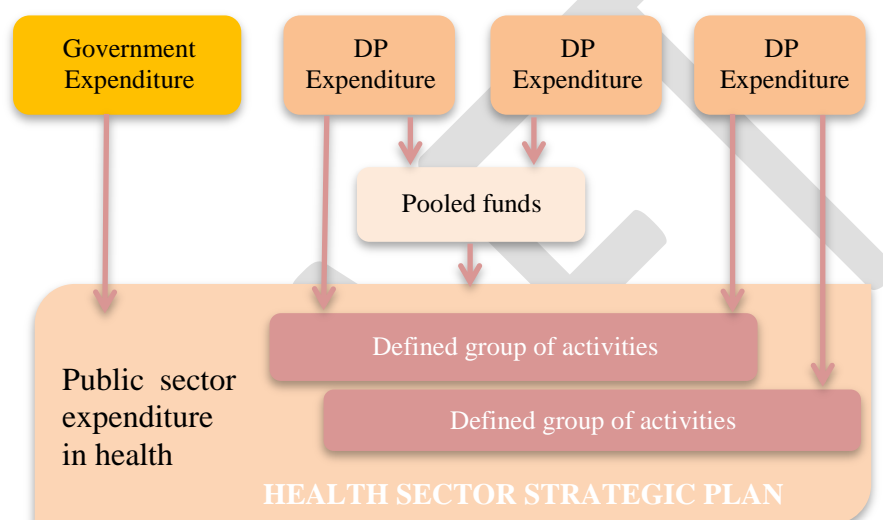 Government
Expenditure
DP
Expenditure
DP
Expenditure
DP
Expenditure
Pooled funds
Defined group of activities
Public sector
expenditure
in health
Defined group of activities
HEALTH SECTOR STRATEGIC PLAN